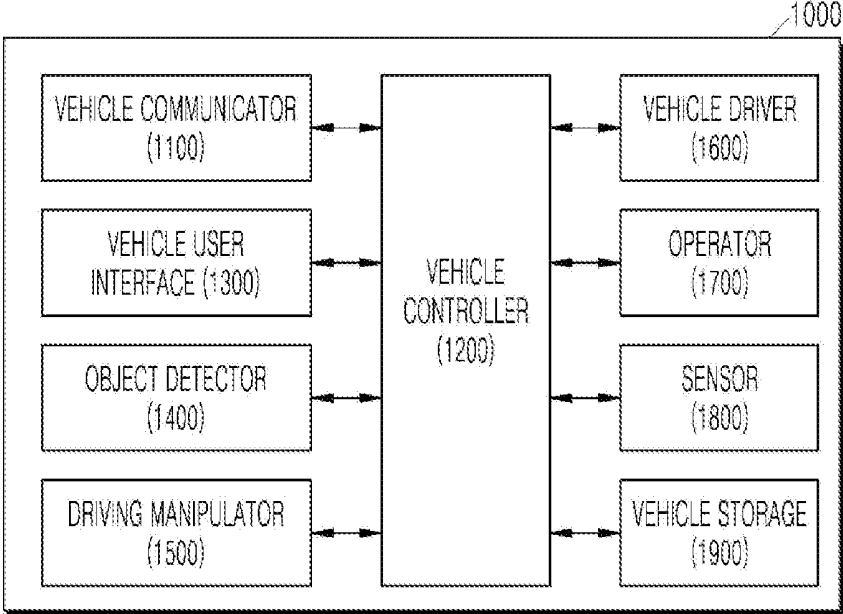 1000
VEHICLE COMMUNICATOR
(1100)
VEHICLE USER
INTERFACE (1300)
OBJECT DETECTOR
(1400)
DRIVING MANIPULATOR
(1500)
VEHICLE
CONTROLLER
(1200)
VEHICLE DRIVER
(1600)
OPERATOR
(1700)
SENSOR
(1800)
VEHICLE STORAGE
(1900)